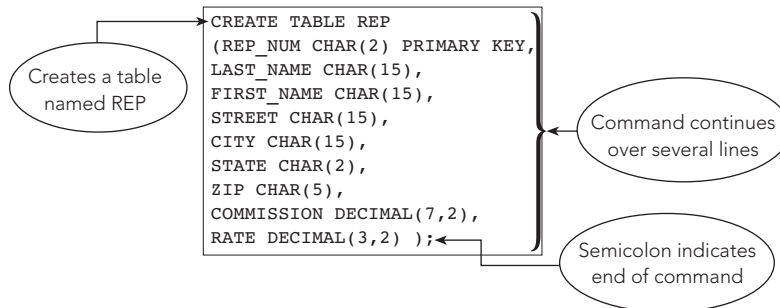 CREATE TABLE REP
(REP_NUM CHAR(2) PRIMARY KEY,
LAST_NAME CHAR(15),
FIRST_NAME CHAR(15),
STREET CHAR(15),
CITY CHAR(15),
STATE CHAR(2),
ZIP CHAR(5),
COMMISSION DECIMAL(7,2),
RATE DECIMAL(3,2) );
Creates a table
named REP
Command continues
over several lines
Semicolon indicates
end of command